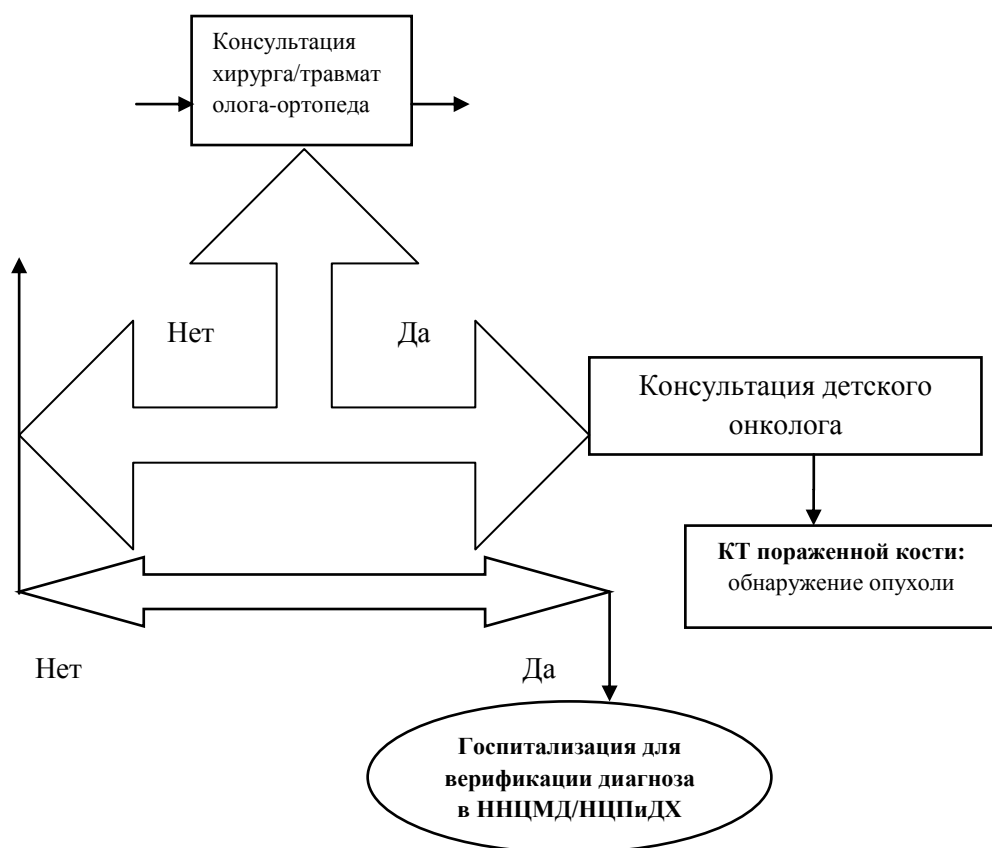 Консультация
хирурга/травмат
олога-ортопеда
Нет
Да
Консультация детского
онколога
КТ пораженной кости:
обнаружение опухоли
Нет
Да
Госпитализация для
верификации диагноза
в ННЦМД/НЦПиДХ